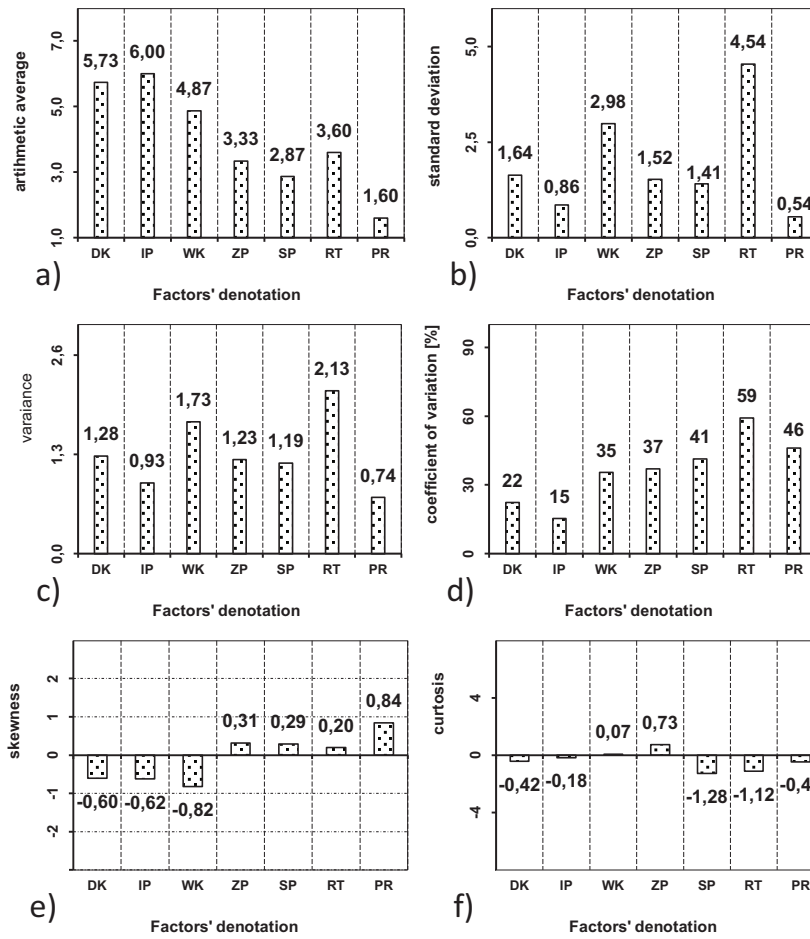 artihmetic average
7,0
5,0
3,0
1,0
5,73
6,00
4,87
3,33
2,87
3,60
1,60
DK IP WK ZP SP RT PR
a)
Factors' denotation
standard deviation
5,0
2,5
0,0
1,64
0,86
2,98
1,52
1,41
4,54
0,54
DK IP WK ZP SP RT PR
b)
Factors' denotation
varaiance
2,6
1,3
0,0
1,28
0,93
1,73
1,23
1,19
2,13
0,74
DK IP WK ZP SP RT PR
c)
Factors' denotation
coefficient of variation [%]
90
60
30
0
22
15
35
37
41
59
46
DK IP WK ZP SP RT PR
d)
Factors' denotation
skewness
2
1
0
-1
-2
-0,60
-0,62
-0,82
0,31
0,29
0,20
0,84
DK IP WK ZP SP RT PR
e)
Factors' denotation
curtosis
4
0
-4
-0,42
-0,18
0,07
0,73
-1,28
-1,12
-0,4
DK IP WK ZP SP RT PR
f)
Factors' denotation